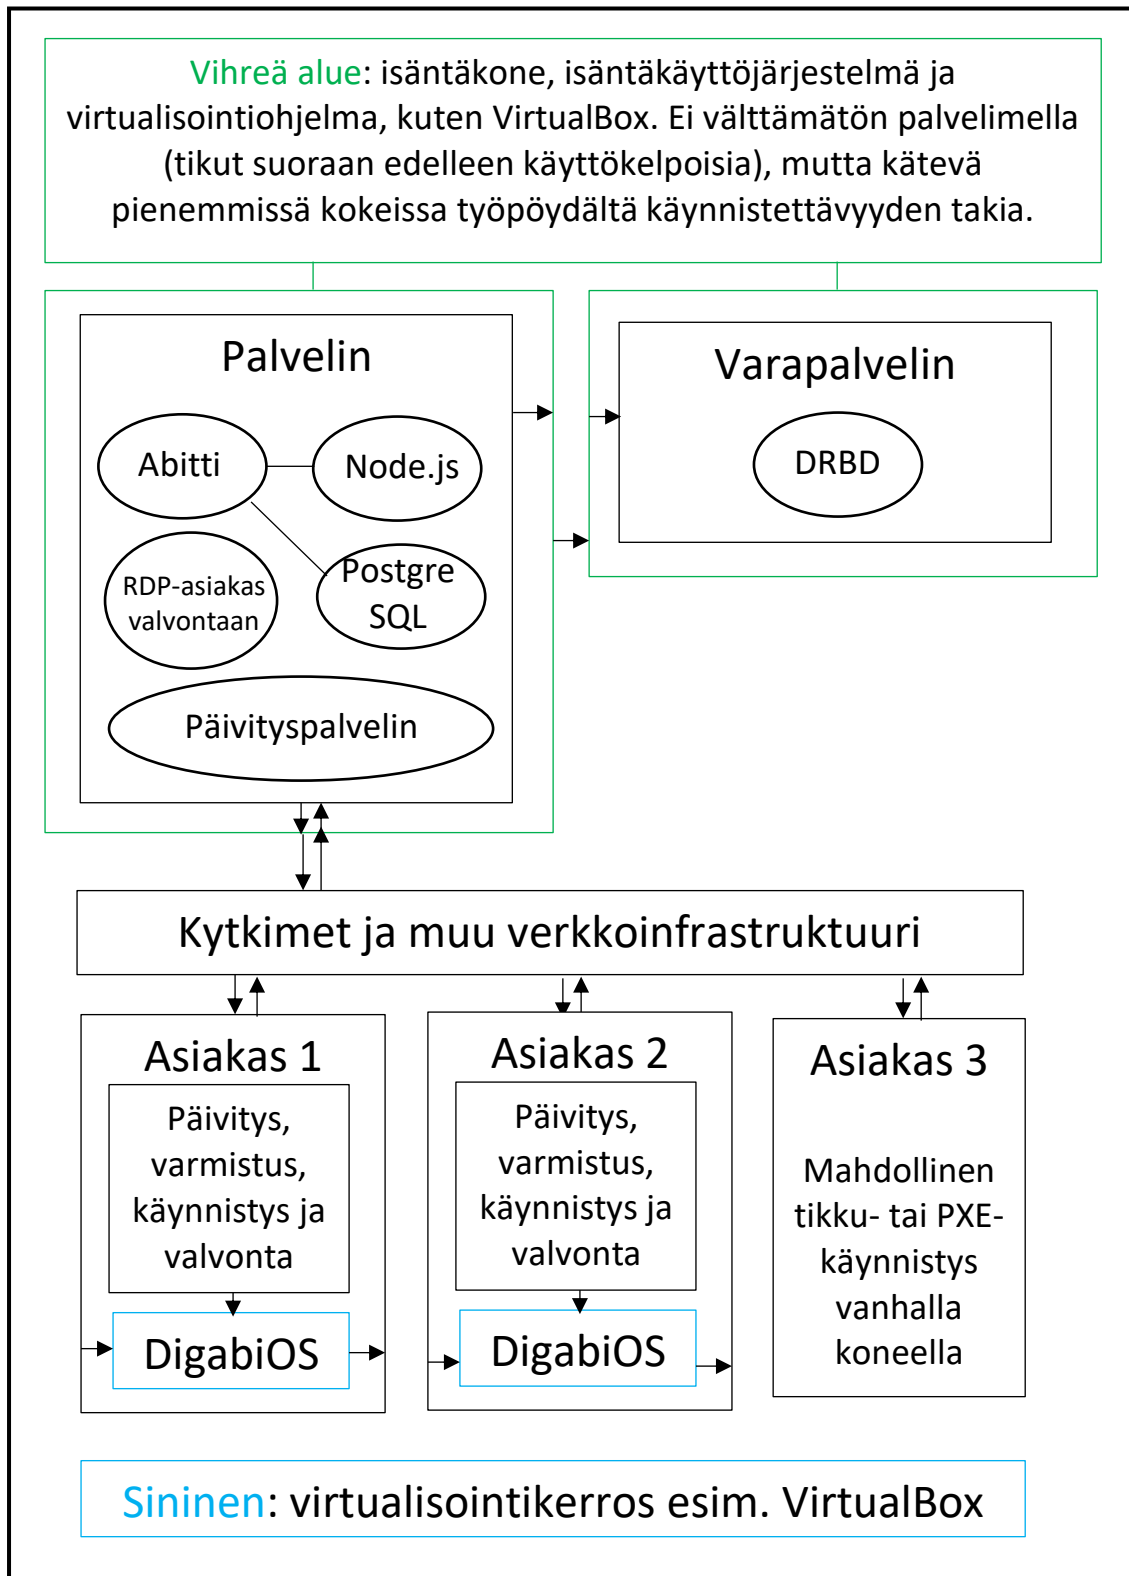 Vihreä alue: isäntäkone, isäntäkäyttöjärjestelmä ja
virtualisointiohjelma, kuten VirtualBox. Ei välttämätön palvelimella
(tikut suoraan edelleen käyttökelpoisia), mutta kätevä
pienemmissä kokeissa työpöydältä käynnistettävyyden takia.
Palvelin
Abitti
Node.js
RDP-asiakas
valvontaan
Postgre
SQL
Päivityspalvelin
Varapalvelin
DRBD
Kytkimet ja muu verkkoinfrastruktuuri
Asiakas 1
Päivitys,
varmistus,
käynnistys ja
valvonta
DigabiOS
Asiakas 2
Päivitys,
varmistus,
käynnistys ja
valvonta
DigabiOS
Asiakas 3
Mahdollinen
tikku- tai PXE-
käynnistys
vanhalla
koneella
Sininen: virtualisointikerros esim. VirtualBox